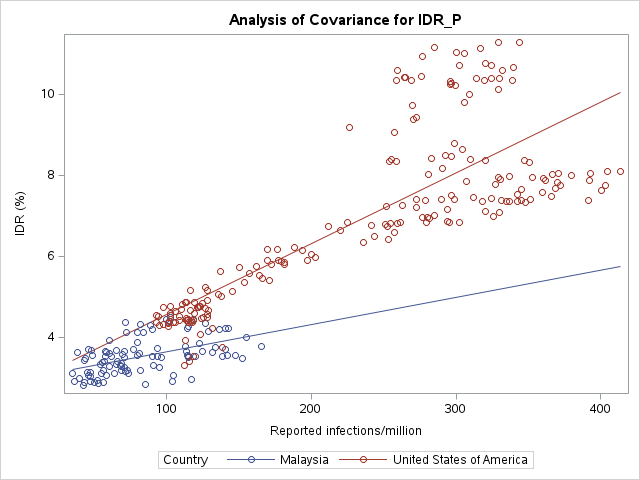 Analysis of Covariance for IDR_P
IDR (%)
10
8
6
4
100 200 300 400
Reported infections/million
Country Malaysia United States of America